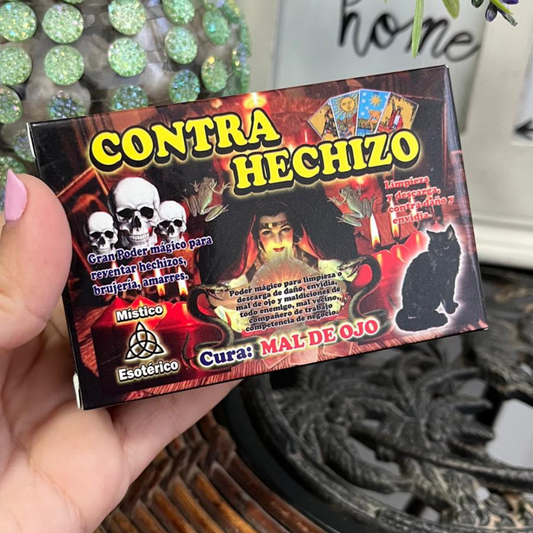 home
CONTRA
HECHIZO
Limpieza
y descarga,
contra daño y
envidia.
Gran Poder mágico para
reventar hechizos,
brujeria, amarres,
Poder mágico para limpieza o
descarga de daño, envidia,
mal de ojo y maldiciones de
todo enemigo, mal vecino,
compañero de trabajo
competencia de negocio.
Mistico
Esotérico
Cura: MAL DE OJO